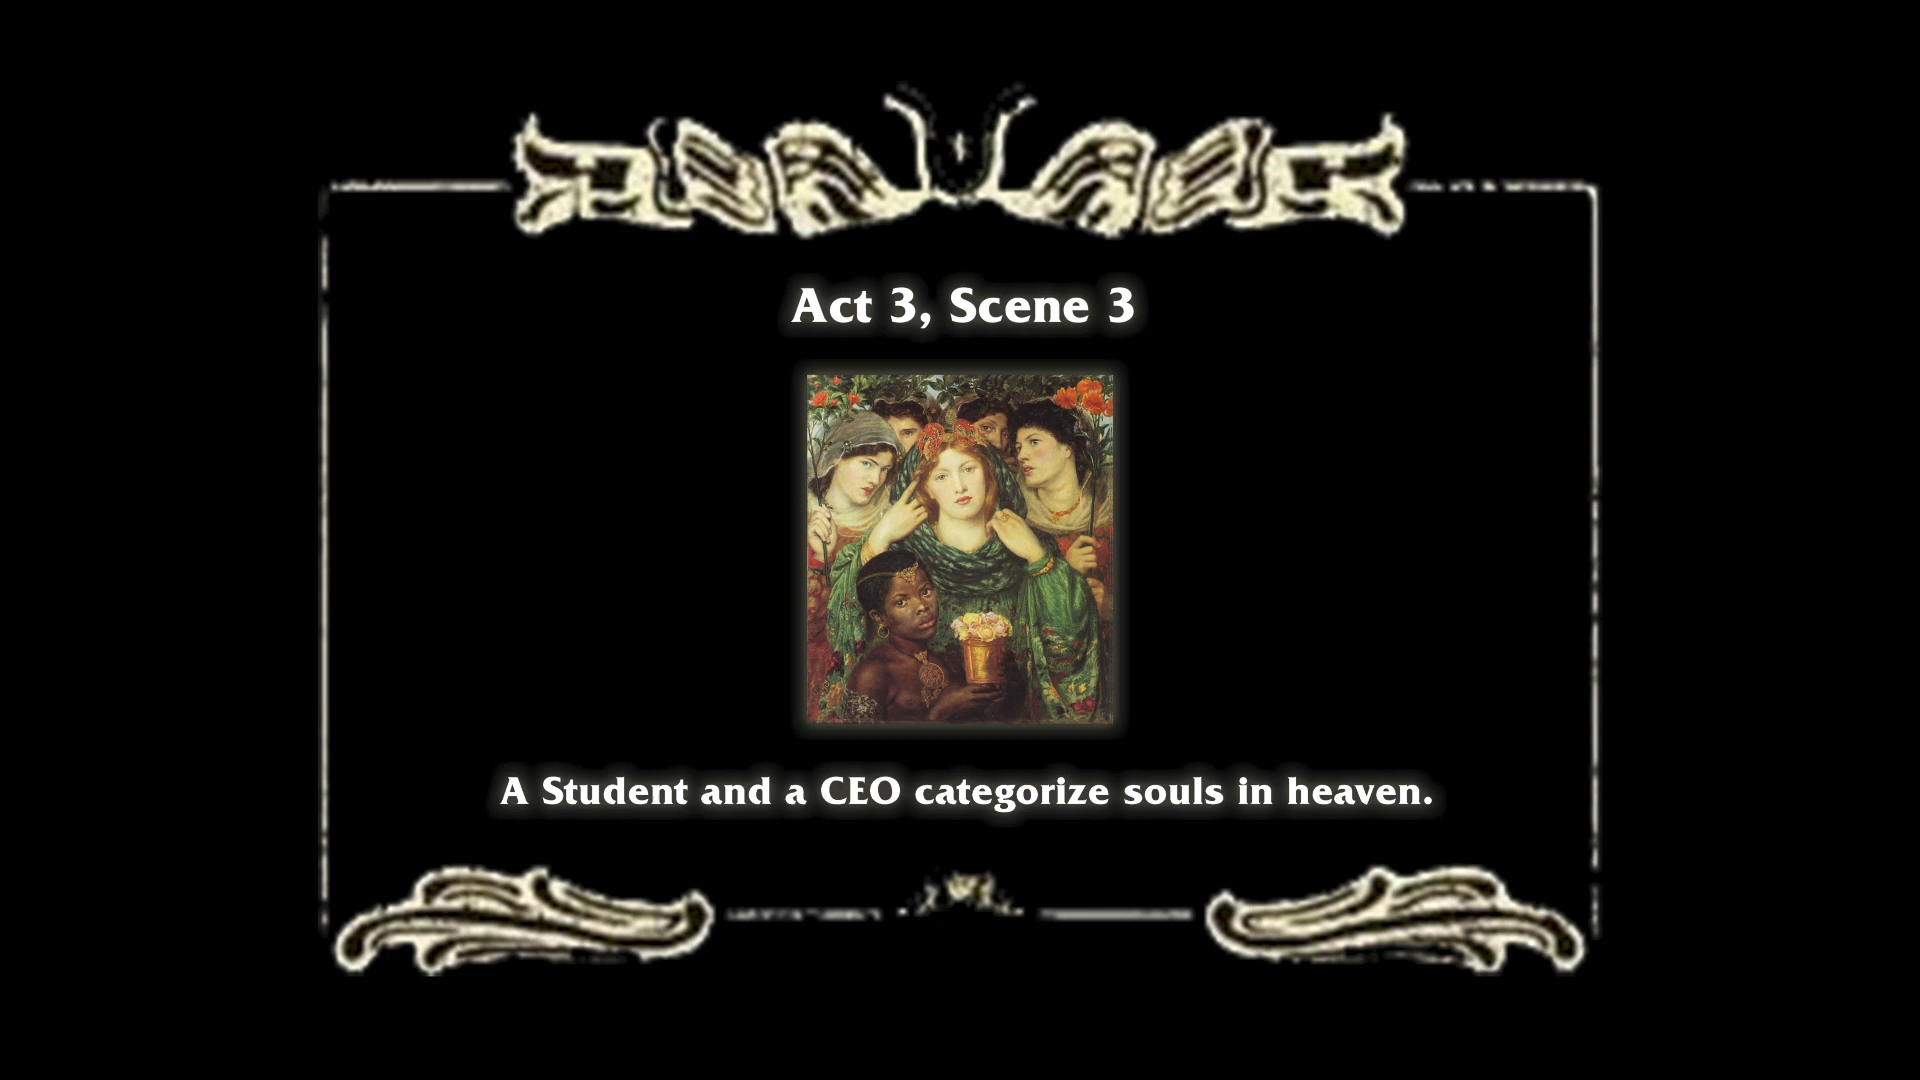 Act 3, Scene 3
A Student and a CEO categorize souls in heaven.